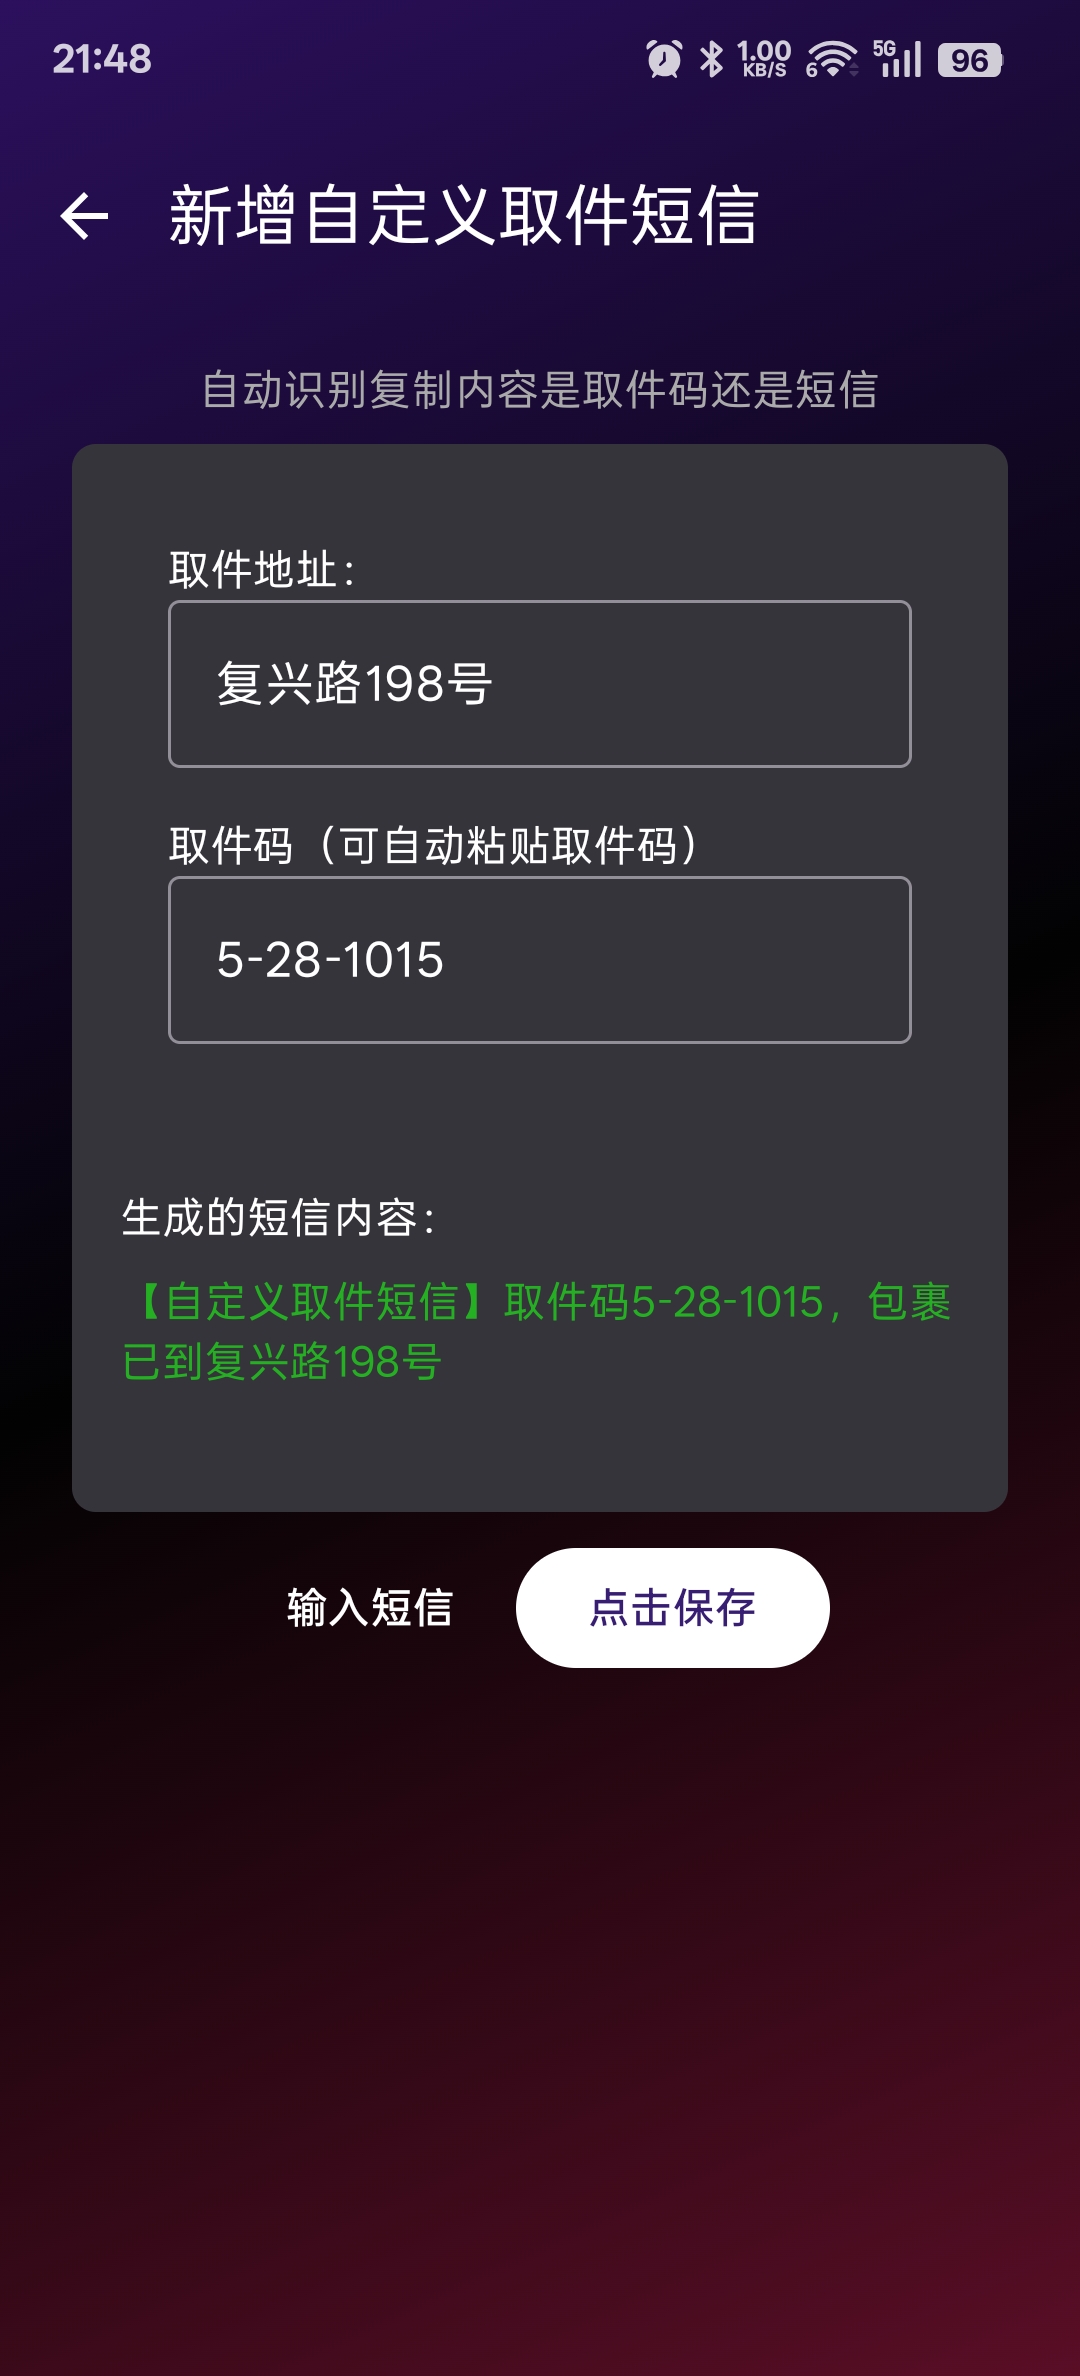 21:48
1.00
KB/S
6
5G
96
新增自定义取件短信
自动识别复制内容是取件码还是短信
取件地址：
复兴路198号
取件码（可自动粘贴取件码）
5-28-1015
生成的短信内容：
【自定义取件短信】取件码5-28-1015，包裹
已到复兴路198号
输入短信
点击保存